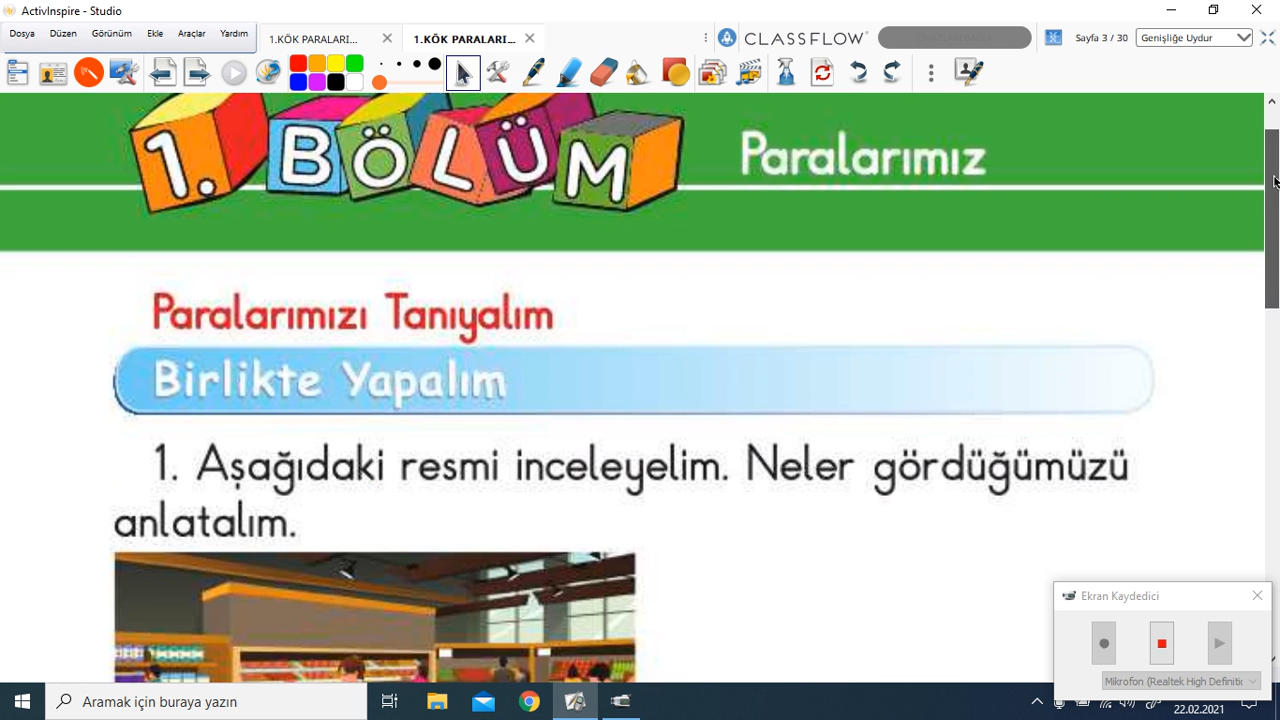 ActivInspire - Studio
Dosya Düzen Görünüm Ekle Araçlar Yardım
1.KÖK PARALARI... 1.KÖK PARALARI...
CLASSFLOW
Sayfa 3 / 30 Genişliğe Uydur
1. BÖLÜM Paralarımız
Paralarımızı Tanıyalım
Birlikte Yapalım
1. Aşağıdaki resmi inceleyelim. Neler gördüğümüzü
anlatalım.
Ekran Kaydedici
Mikrofon (Realtek High Definitic
Aramak için buraya yazın
22.02.2021